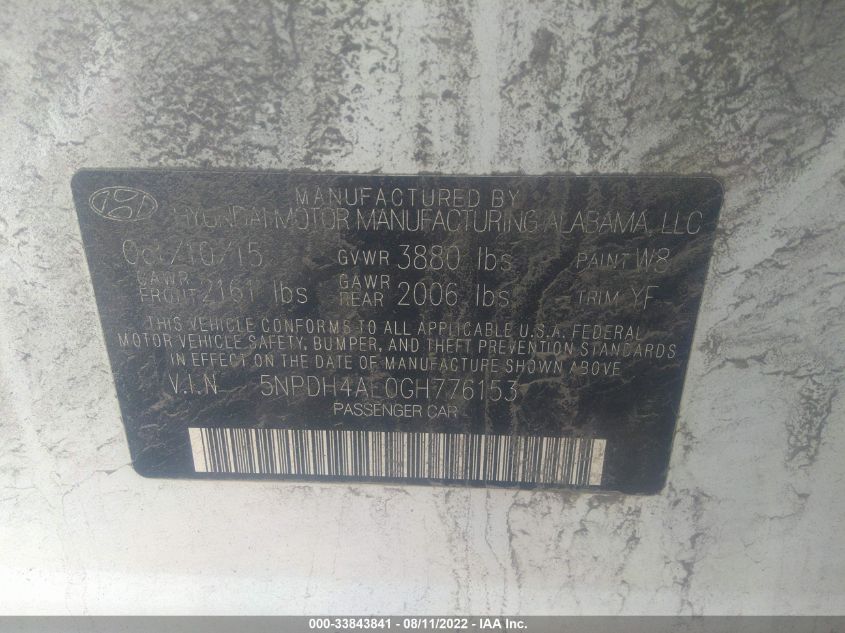 MANUFACTURED BY
HYUNDAI MOTOR MANUFACTURING ALABAMA, LLC
Oct/10/15 GVWR 3880 lbs PAINT W8
GAWR FRONT 2161 lbs GAWR REAR 2006 lbs TRIM YF
THIS VEHICLE CONFORMS TO ALL APPLICABLE U.S.A. FEDERAL
MOTOR VEHICLE SAFETY, BUMPER, AND THEFT PREVENTION STANDARDS
IN EFFECT ON THE DATE OF MANUFACTURE SHOWN ABOVE
V.I.N 5NPDH4AE0GH776153
PASSENGER CAR
000-33843841 - 08/11/2022 - IAA Inc.